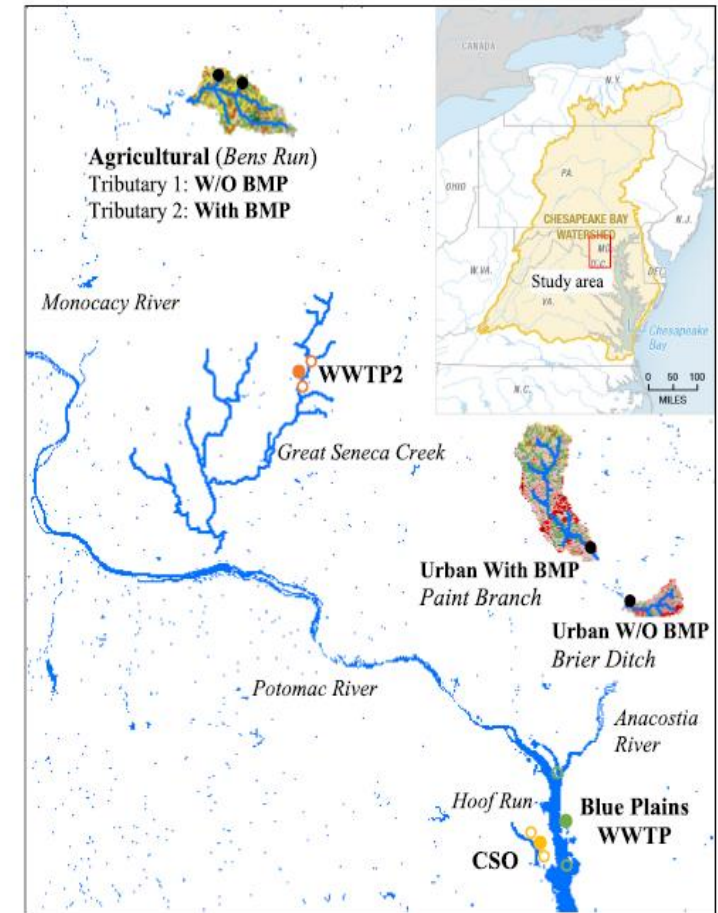 Agricultural (Bens Run)
Tributary 1: W/O BMP
Tributary 2: With BMP
Monocacy River
WWTP2
Great Seneca Creek
CANADA
N.Y.
PA.
OHIO
N.J.
CHESAPEAKE BAY
WATERSHED
MD.
D.C.
DEL.
W.VA.
Study area
VA.
Chesapeake
Bay
N.C.
0 50 100
MILES
Urban With BMP
Paint Branch
Urban W/O BMP
Brier Ditch
Potomac River
Anacostia
River
Hoof Run
Blue Plains
WWTP
CSO